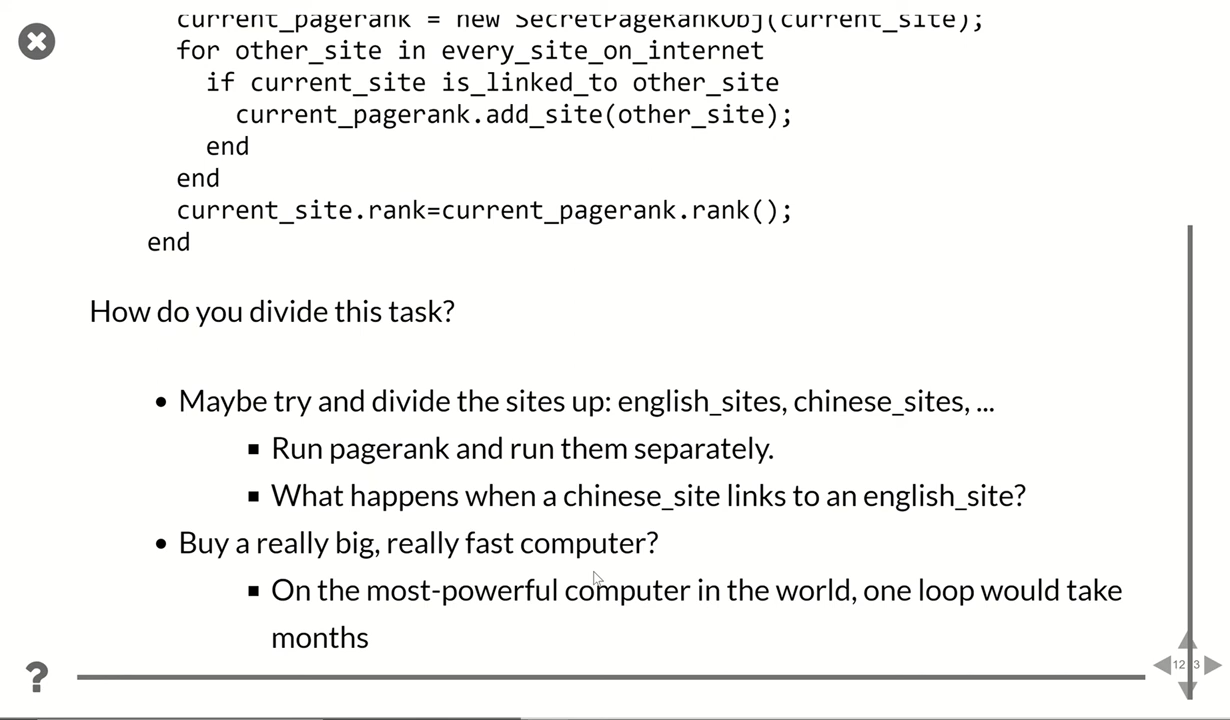 current_pagerank = new SecretPageRankObj(current_site);
for other_site in every_site_on_internet
if current_site is_linked_to other_site
current_pagerank.add_site(other_site);
end
end
current_site.rank=current_pagerank.rank();
end
How do you divide this task?
• Maybe try and divide the sites up: english_sites, chinese_sites, ...
▪ Run pagerank and run them separately.
▪ What happens when a chinese_site links to an english_site?
• Buy a really big, really fast computer?
▪ On the most-powerful computer in the world, one loop would take
months
?
12 3